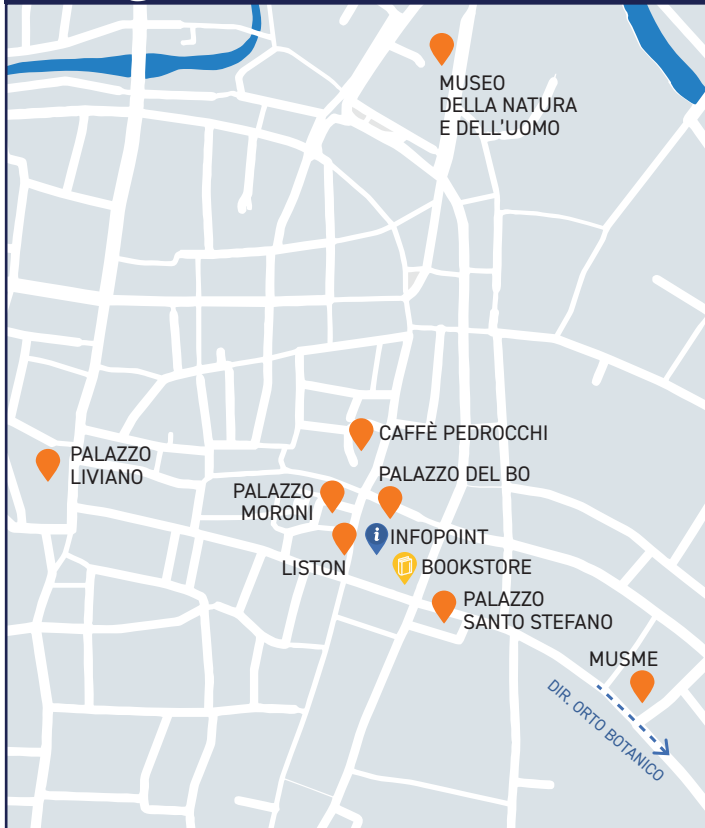 MUSEO
DELLA NATURA
E DELL'UOMO
CAFFÈ PEDROCCHI
PALAZZO
LIVIANO
PALAZZO DEL BO
PALAZZO
MORONI
i INFOPOINT
LISTON
BOOKSTORE
PALAZZO
SANTO STEFANO
MUSME
DIR. ORTO BOTANICO